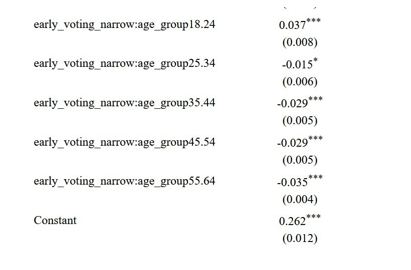 early_voting_narrow:age_group18.24 0.037***
(0.008)
early_voting_narrow:age_group25.34 -0.015*
(0.006)
early_voting_narrow:age_group35.44 -0.029***
(0.005)
early_voting_narrow:age_group45.54 -0.029***
(0.005)
early_voting_narrow:age_group55.64 -0.035***
(0.004)
Constant 0.262***
(0.012)